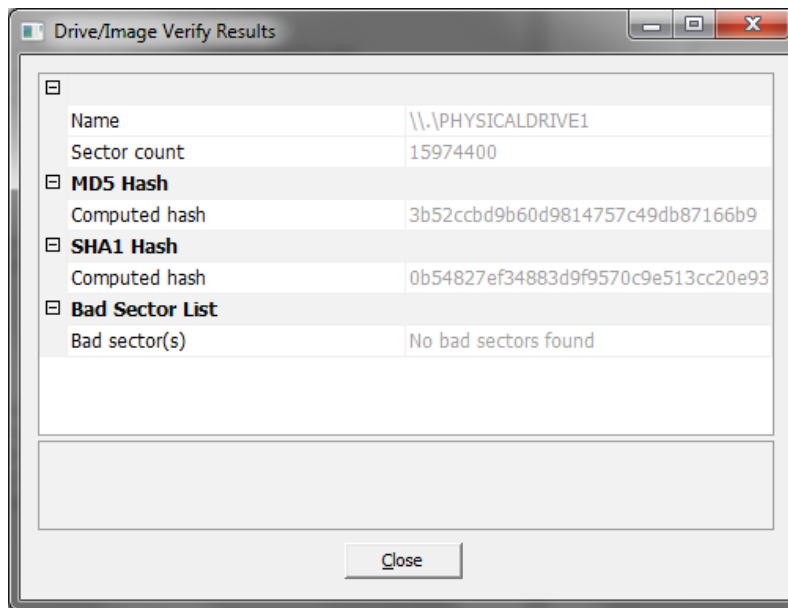 Drive/Image Verify Results
Name \\.\PHYSICALDRIVE1
Sector count 15974400
MD5 Hash
Computed hash 3b52ccbd9b60d9814757c49db87166b9
SHA1 Hash
Computed hash 0b54827ef34883d9f9570c9e513cc20e93
Bad Sector List
Bad sector(s) No bad sectors found
Close